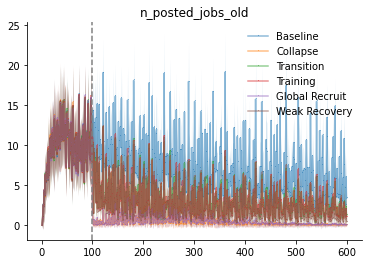 n_posted_jobs_old
25
20
15
10
5
0
Baseline
Collapse
Transition
Training
Global Recruit
Weak Recovery
0 100 200 300 400 500 600